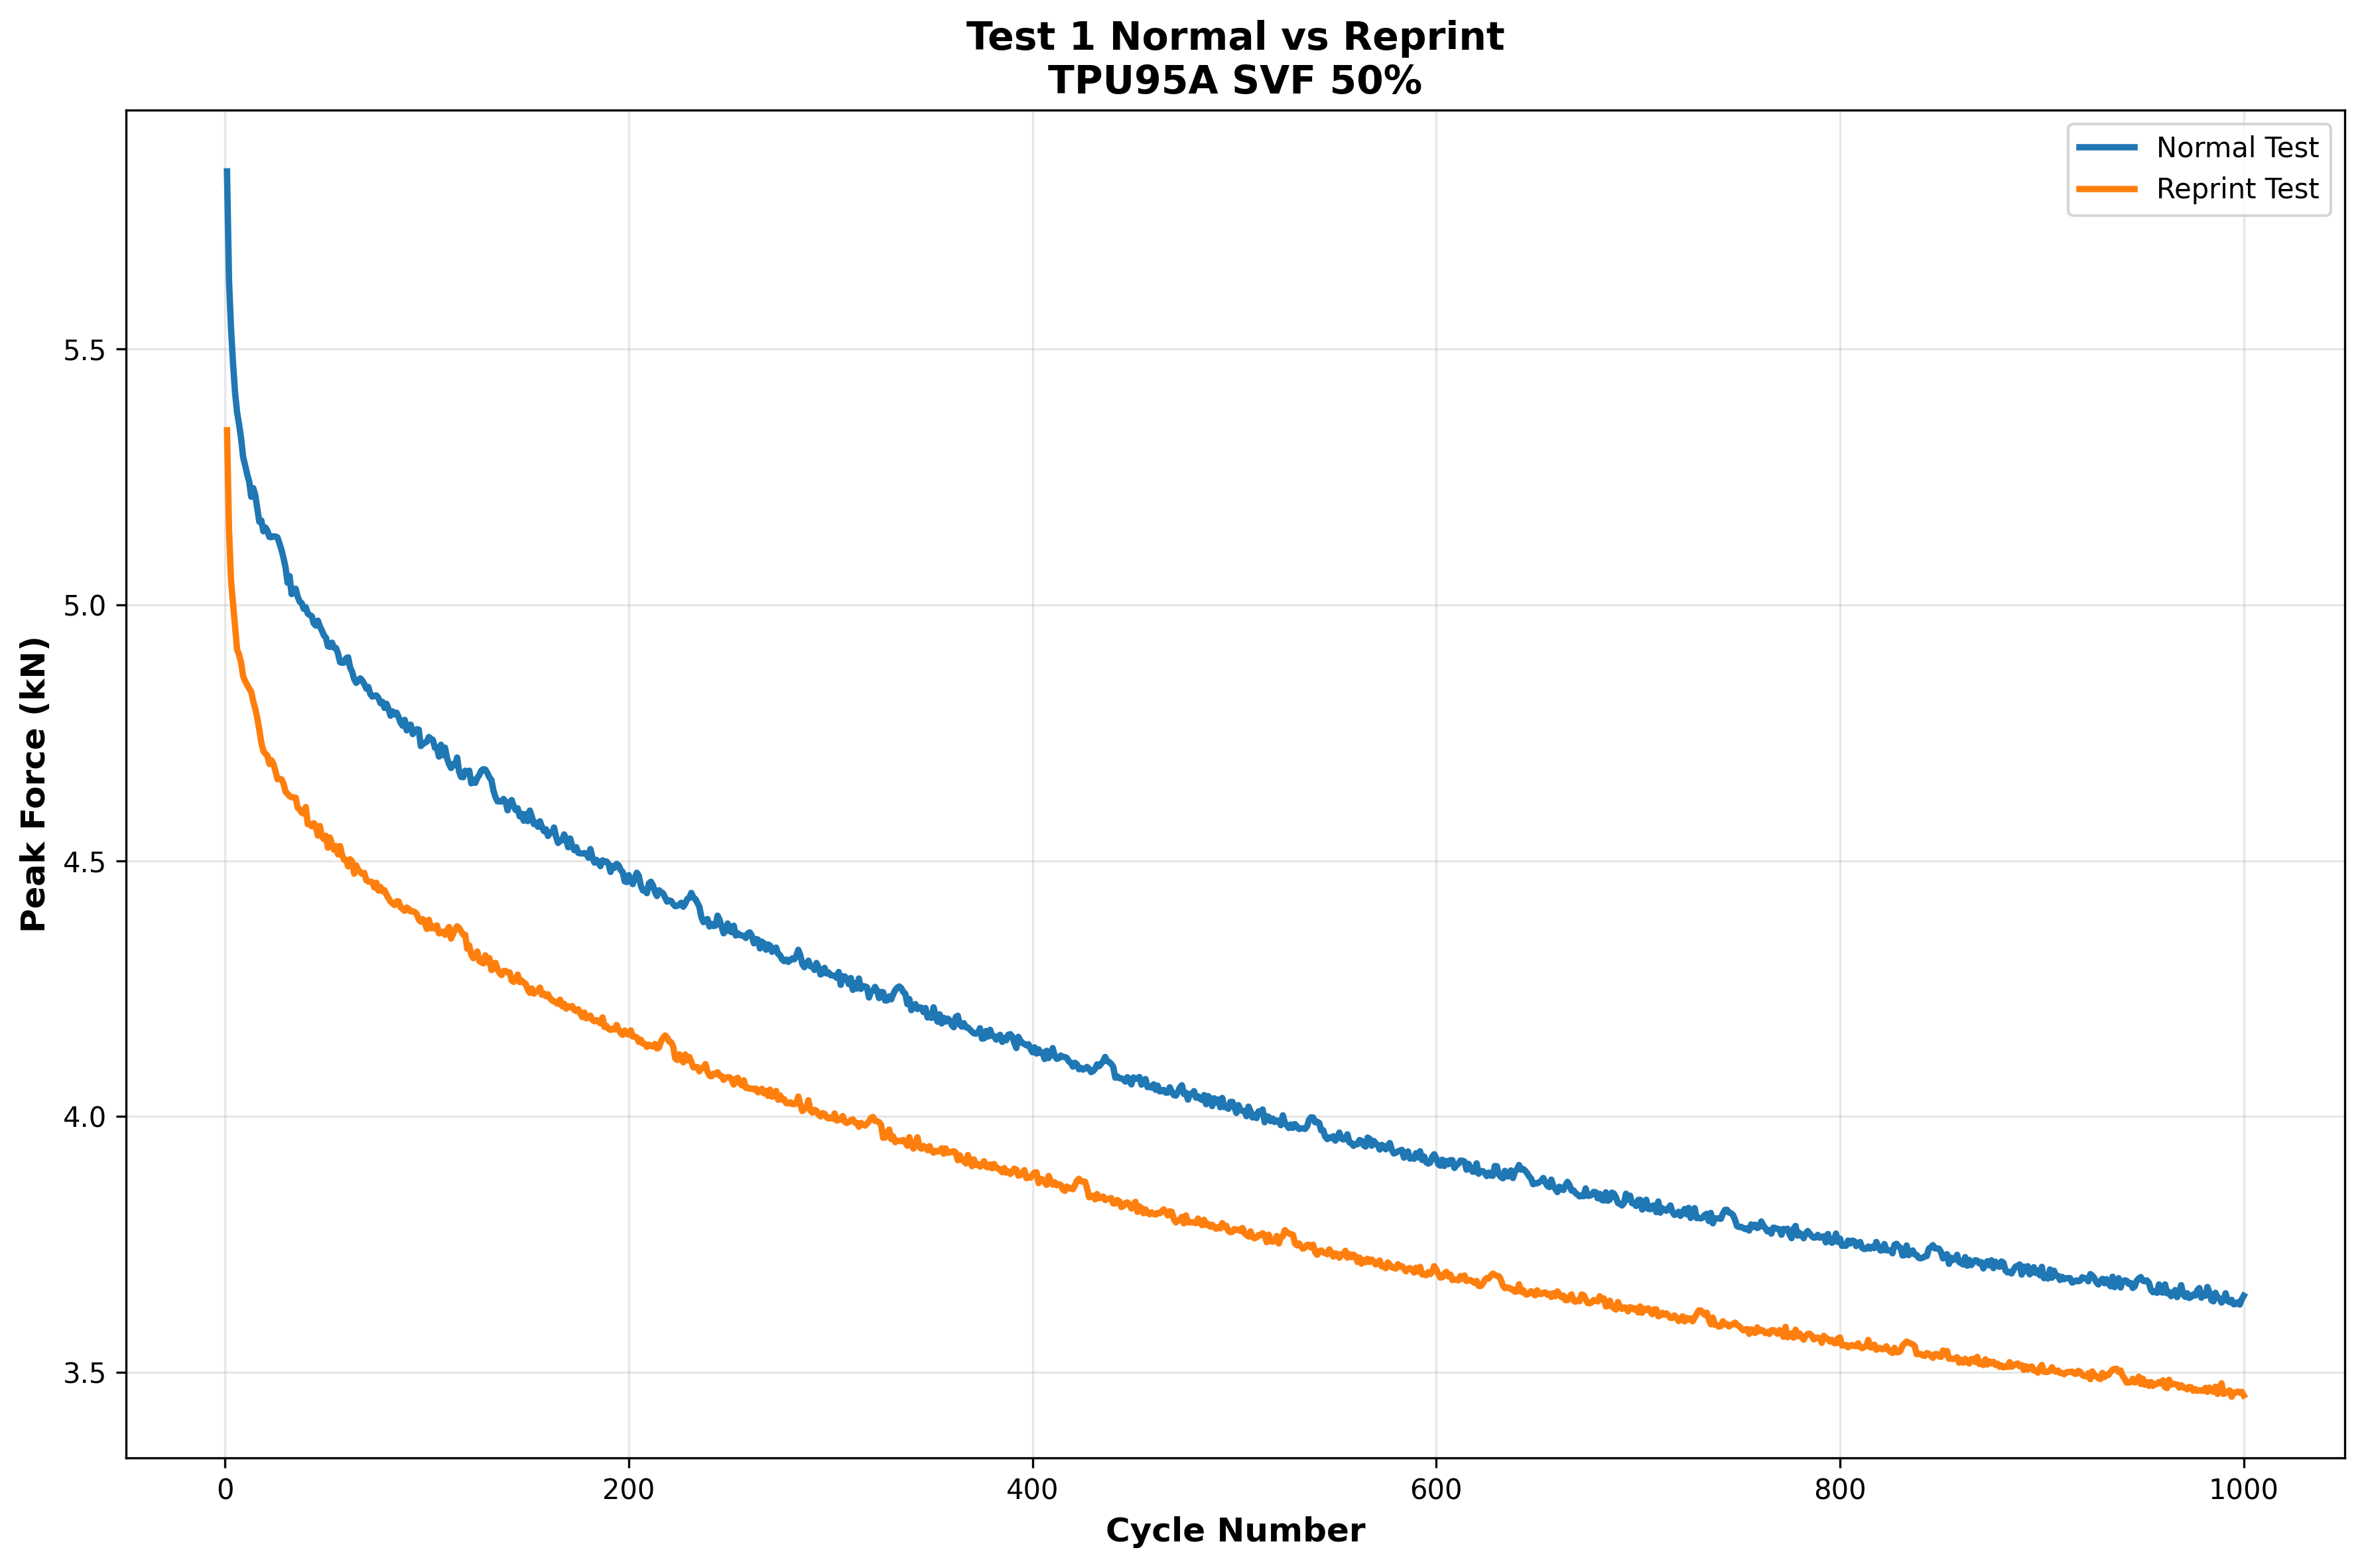 Test 1 Normal vs Reprint
TPU95A SVF 50%
Normal Test
Reprint Test
Peak Force (kN)
5.5
5.0
4.5
4.0
3.5
0
200
400
600
800
1000
Cycle Number